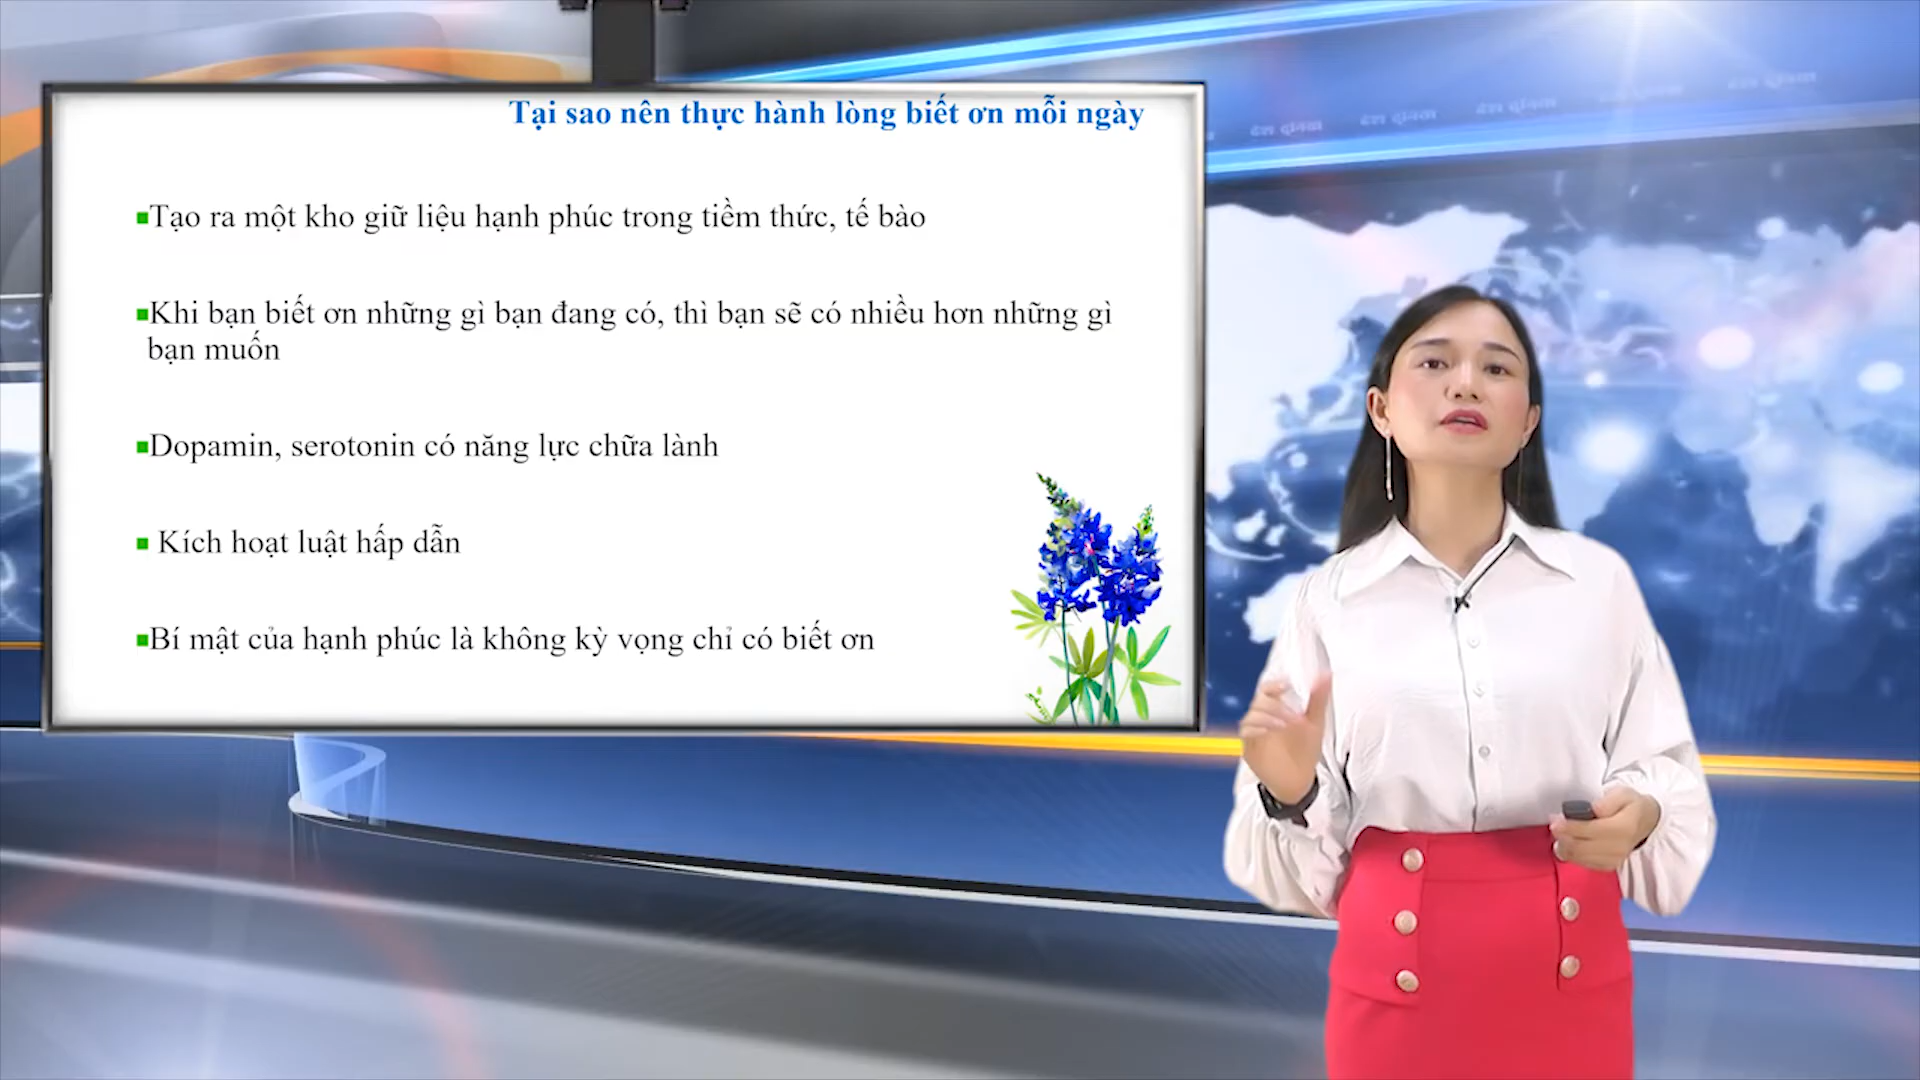 Tại sao nên thực hành lòng biết ơn mỗi ngày
Tạo ra một kho giữ liệu hạnh phúc trong tiềm thức, tế bào
Khi bạn biết ơn những gì bạn đang có, thì bạn sẽ có nhiều hơn những gì
bạn muốn
Dopamin, serotonin có năng lực chữa lành
Kích hoạt luật hấp dẫn
Bí mật của hạnh phúc là không kỳ vọng chỉ có biết ơn